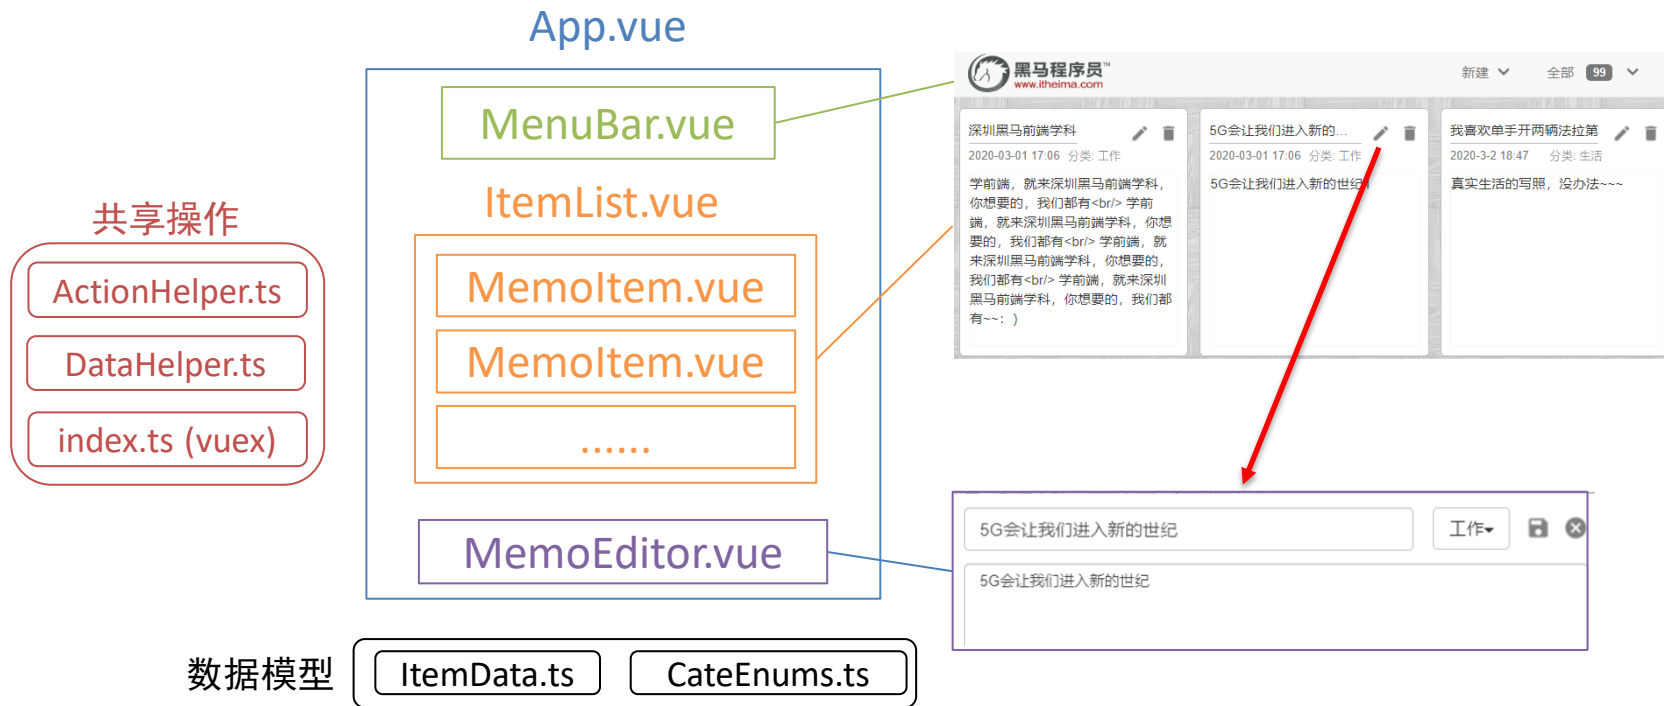 App.vue
MenuBar.vue
ItemList.vue
MemoItem.vue
MemoItem.vue
......
MemoEditor.vue
共享操作
ActionHelper.ts
DataHelper.ts
index.ts (vuex)
数据模型
ItemData.ts
CateEnums.ts
黑马程序员™
www.itheima.com
新建
全部 99
深圳黑马前端学科
2020-03-01 17:06 分类: 工作
学前端，就来深圳黑马前端学科，
你想要的，我们都有<br/> 学前
端，就来深圳黑马前端学科，你想
要的，我们都有<br/> 学前端，就
来深圳黑马前端学科，你想要的，
我们都有<br/> 学前端，就来深圳
黑马前端学科，你想要的，我们都
有~~：)
5G会让我们进入新的...
2020-03-01 17:06 分类: 工作
5G会让我们进入新的世纪
我喜欢单手开两辆法拉第
2020-3-2 18:47 分类: 生活
真实生活的写照，没办法~~~
5G会让我们进入新的世纪
工作
5G会让我们进入新的世纪